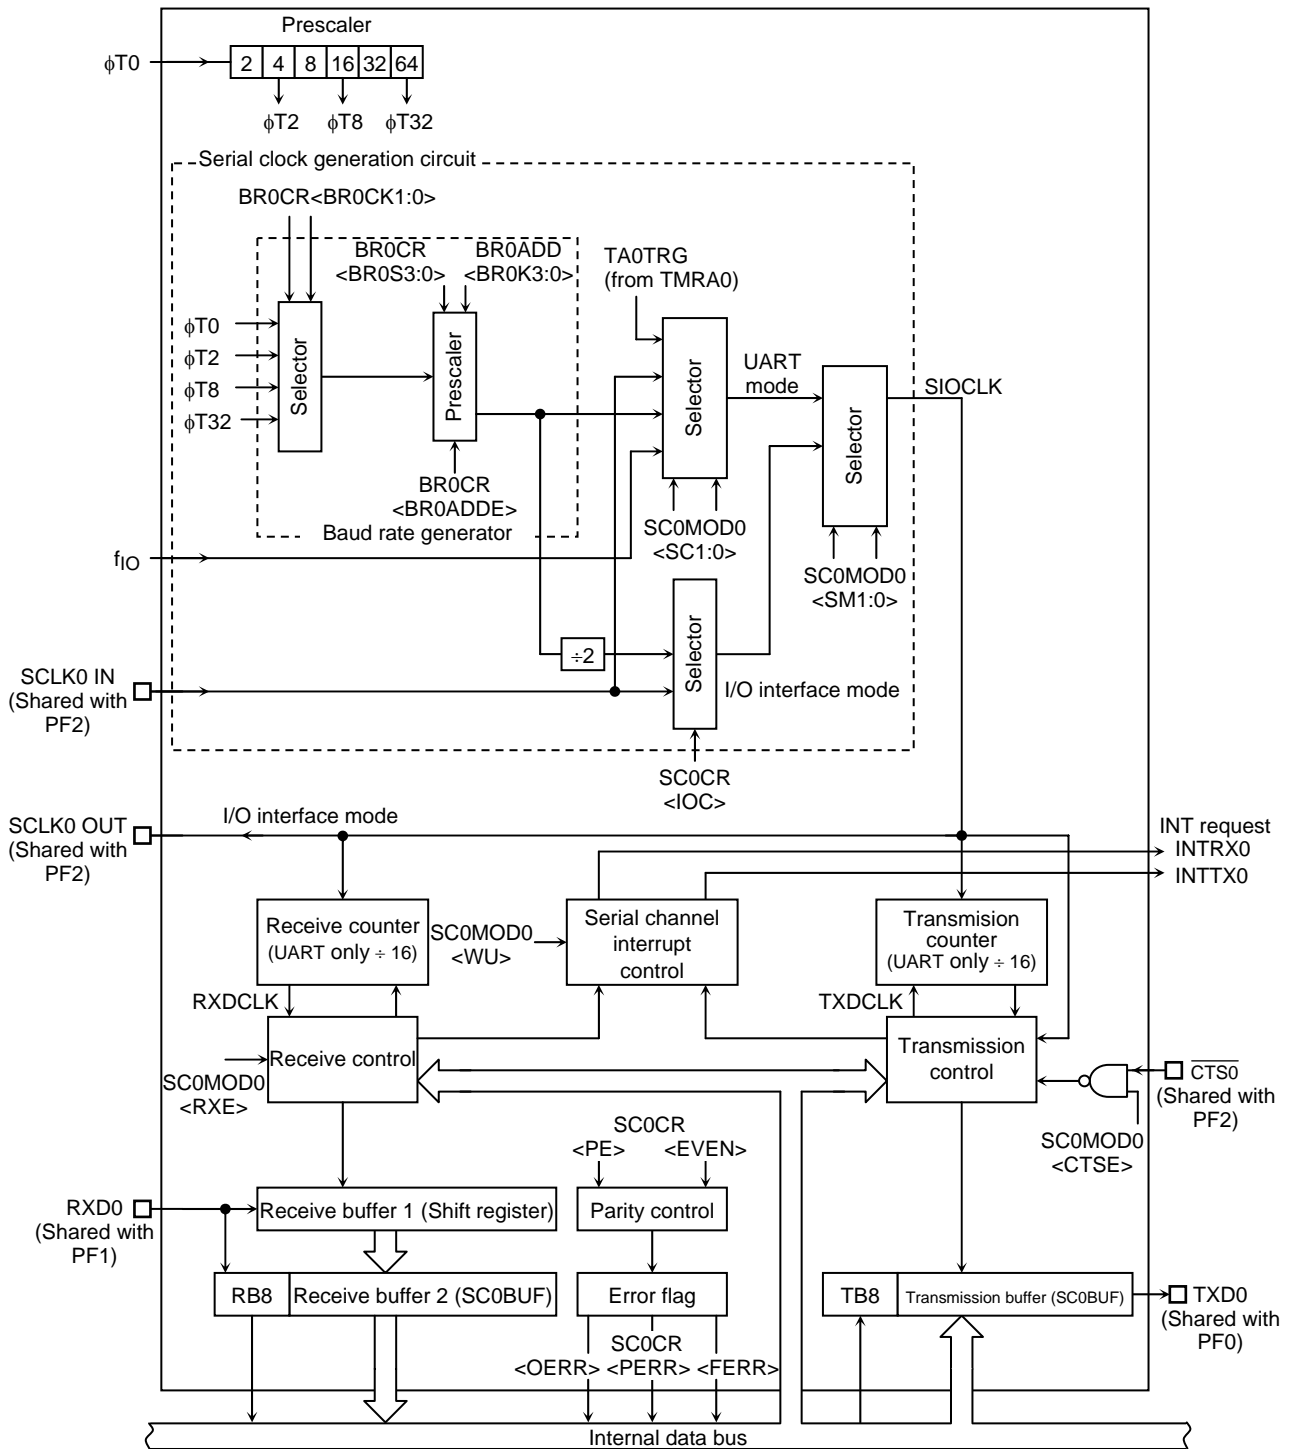 Prescaler
ϕT0
2 4 8 16 32 64
ϕT2 ϕT8 ϕT32
Serial clock generation circuit
BR0CR<BR0CK1:0>
BR0CR
<BR0S3:0>
BR0ADD
<BR0K3:0>
TA0TRG
(from TMRA0)
ϕT0
ϕT2
ϕT8
ϕT32
Selector
Prescaler
Selector
UART
mode
Selector
SIOCLK
BR0CR
<BR0ADDE>
Baud rate generator
SC0MOD0
<SC1:0>
fIO
SC0MOD0
<SM1:0>
÷2
Selector
I/O interface mode
SCLK0 IN
(Shared with
PF2)
SC0CR
<IOC>
SCLK0 OUT
(Shared with
PF2)
I/O interface mode
INT request
INTRX0
INTTX0
Receive counter
(UART only ÷ 16)
SC0MOD0
<WU>
Serial channel
interrupt
control
Transmision
counter
(UART only ÷ 16)
RXDCLK
TXDCLK
Receive control
SC0MOD0
<RXE>
Transmission
control
CTS0
(Shared with
PF2)
SC0MOD0
<CTSE>
SC0CR
<PE> <EVEN>
RXD0
(Shared with
PF1)
Receive buffer 1 (Shift register)
Parity control
RB8 Receive buffer 2 (SC0BUF)
Error flag
TB8 Transmission buffer (SC0BUF)
TXD0
(Shared with
PF0)
SC0CR
<OERR> <PERR> <FERR>
Internal data bus